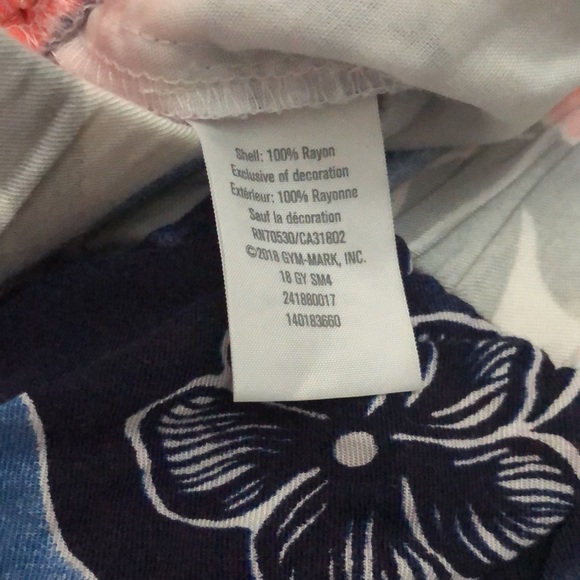 Shell: 100% Rayon
Exclusive of decoration
Extérieur: 100% Rayonne
Sauf la décoration
RN70530/CA31802
©2018 GYM-MARK, INC.
18 GY SM4
241880017
140183660